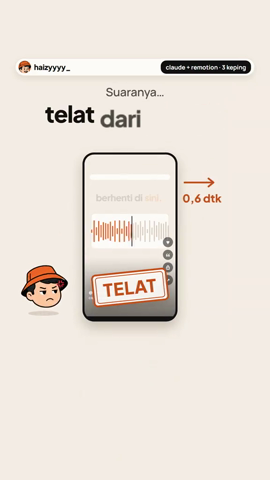 haizyyyy_
claude + remotion · 3 keping
Suaranya...
telat dari
0,6 dtk
berhenti di sini.
TELAT